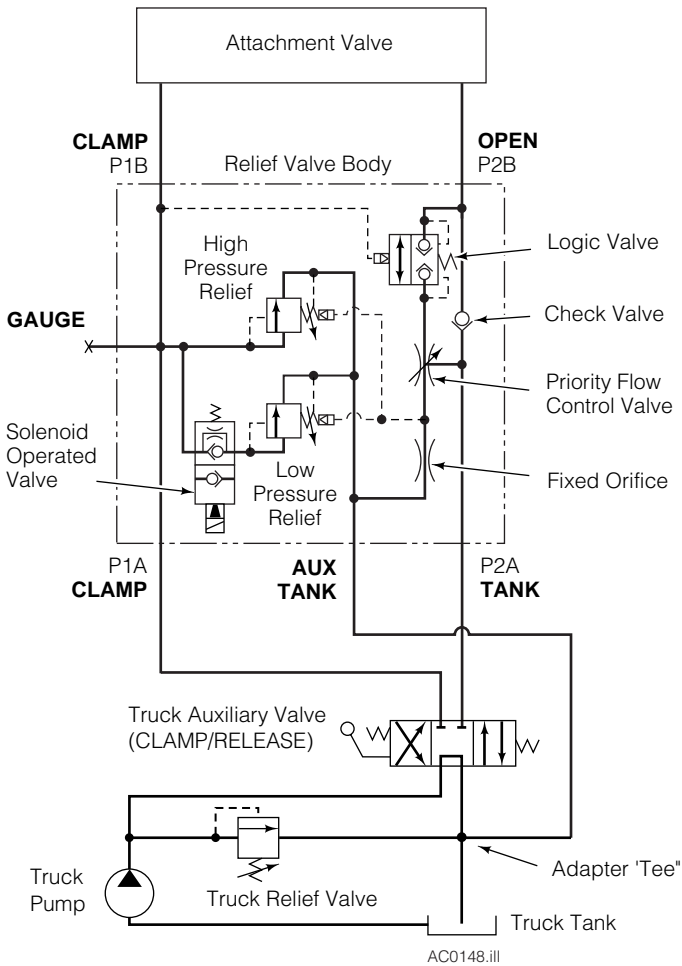 Attachment Valve
CLAMP
P1B
OPEN
P2B
Relief Valve Body
High
Pressure
Relief
Logic Valve
GAUGE
Check Valve
Priority Flow
Control Valve
Solenoid
Operated
Valve
Low
Pressure
Relief
Fixed Orifice
P1A
CLAMP
AUX
TANK
P2A
TANK
Truck Auxiliary Valve
(CLAMP/RELEASE)
Adapter 'Tee"
Truck
Pump
Truck Relief Valve
Truck Tank
AC0148.ill